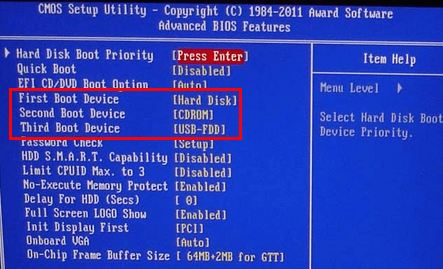 CMOS Setup Utility - Copyright (C) 1984-2011 Award Software
Advanced BIOS Features
Hard Disk Boot Priority [Press Enter]
Quick Boot [Disabled]
EFI CD/DVD Boot Option [Auto]
First Boot Device [Hard Disk]
Second Boot Device [CDROM]
Third Boot Device [USB-FDD]
Password Check [Setup]
HDD S.M.A.R.T. Capability [Disabled]
Limit CPUID Max. to 3 [Disabled]
No-Execute Memory Protect [Enabled]
Delay For HDD (Secs) [ 0]
Full Screen LOGO Show [Enabled]
Init Display First [PCI]
Onboard VGA [Auto]
On-Chip Frame Buffer Size [ 64MB+2MB for GTT]
Item Help
Menu Level
Select Hard Disk Boot
Device Priority.